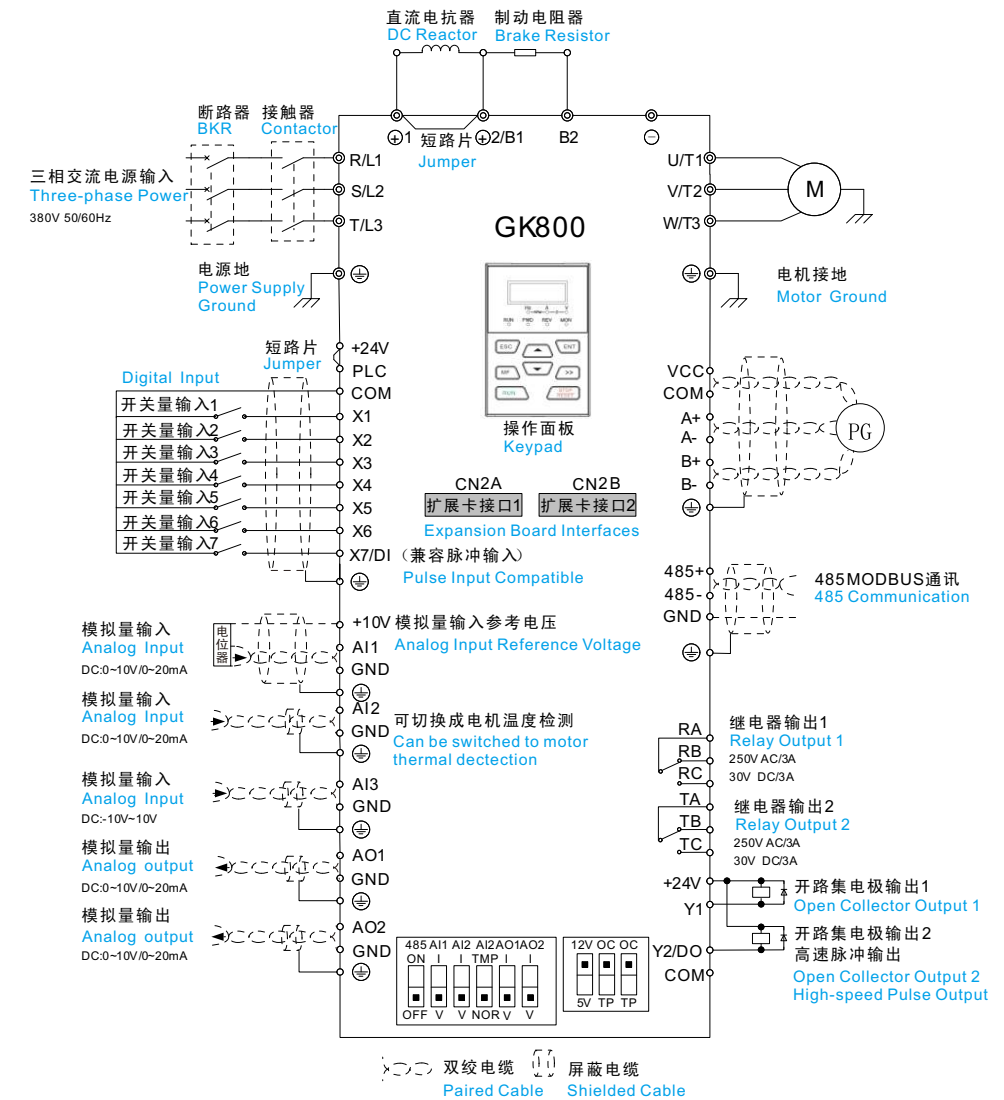 直流电抗器 制动电阻器
DC Reactor Brake Resistor
断路器 接触器
BKR Contactor
⊕1 短路片 ⊕2/B1 B2 ⊖
Jumper
三相交流电源输入
Three-phase Power
380V 50/60Hz
R/L1
S/L2
T/L3
U/T1
V/T2
W/T3
M
GK800
电源地
Power Supply
Ground
电机接地
Motor Ground
RUN FWD REV MON
ESC ENT
MF >>
RUN STOP
RESET
操作面板
Keypad
短路片
Jumper
Digital Input
+24V
PLC
COM
开关量输入1 X1
开关量输入2 X2
开关量输入3 X3
开关量输入4 X4
开关量输入5 X5
开关量输入6 X6
开关量输入7 X7/DI(兼容脉冲输入)
Pulse Input Compatible
CN2A CN2B
扩展卡接口1 扩展卡接口2
Expansion Board Interfaces
VCC
COM
A+
A-
B+
B-
PG
485+
485-
GND
485MODBUS通讯
485 Communication
模拟量输入
Analog Input
DC:0~10V/0~20mA
电位器
+10V 模拟量输入参考电压
Analog Input Reference Voltage
AI1
GND
模拟量输入
Analog Input
DC:0~10V/0~20mA
AI2
GND
可切换成电机温度检测
Can be switched to motor
thermal dectection
模拟量输入
Analog Input
DC:-10V~10V
AI3
GND
模拟量输出
Analog output
DC:0~10V/0~20mA
AO1
GND
模拟量输出
Analog output
DC:0~10V/0~20mA
AO2
GND
RA
RB
RC
继电器输出1
Relay Output 1
250V AC/3A
30V DC/3A
TA
TB
TC
继电器输出2
Relay Output 2
250V AC/3A
30V DC/3A
+24V
Y1
开路集电极输出1
Open Collector Output 1
Y2/DO
COM
开路集电极输出2
高速脉冲输出
Open Collector Output 2
High-speed Pulse Output
485 AI1 AI2 AI2 AO1 AO2
ON I I TMP I I
OFF V V NOR V V
12V OC OC
5V TP TP
双绞电缆 屏蔽电缆
Paired Cable Shielded Cable